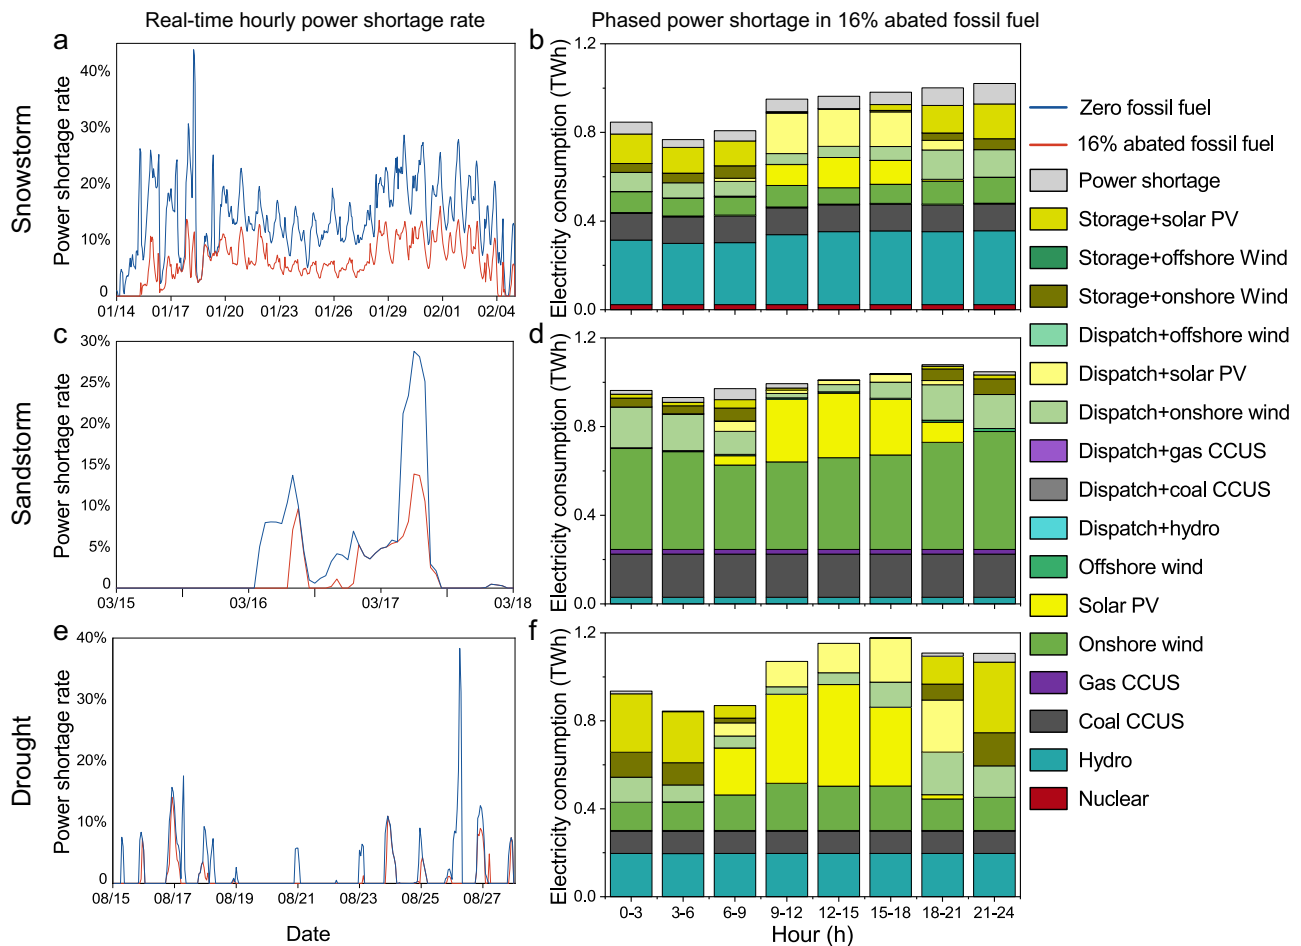 Real-time hourly power shortage rate
Phased power shortage in 16% abated fossil fuel
a
Snowstorm
Power shortage rate
40%
30%
20%
10%
0
01/14 01/17 01/20 01/23 01/26 01/29 02/01 02/04
b
Electricity consumption (TWh)
1.2
0.8
0.4
0.0
c
Sandstorm
Power shortage rate
30%
25%
20%
15%
10%
5%
0
03/15 03/16 03/17 03/18
d
Electricity consumption (TWh)
1.2
0.8
0.4
0.0
e
Drought
Power shortage rate
40%
30%
20%
10%
0
08/15 08/17 08/19 08/21 08/23 08/25 08/27
Date
f
Electricity consumption (TWh)
1.2
0.8
0.4
0.0
0-3 3-6 6-9 9-12 12-15 15-18 18-21 21-24
Hour (h)
Zero fossil fuel
16% abated fossil fuel
Power shortage
Storage+solar PV
Storage+offshore Wind
Storage+onshore Wind
Dispatch+offshore wind
Dispatch+solar PV
Dispatch+onshore wind
Dispatch+gas CCUS
Dispatch+coal CCUS
Dispatch+hydro
Offshore wind
Solar PV
Onshore wind
Gas CCUS
Coal CCUS
Hydro
Nuclear